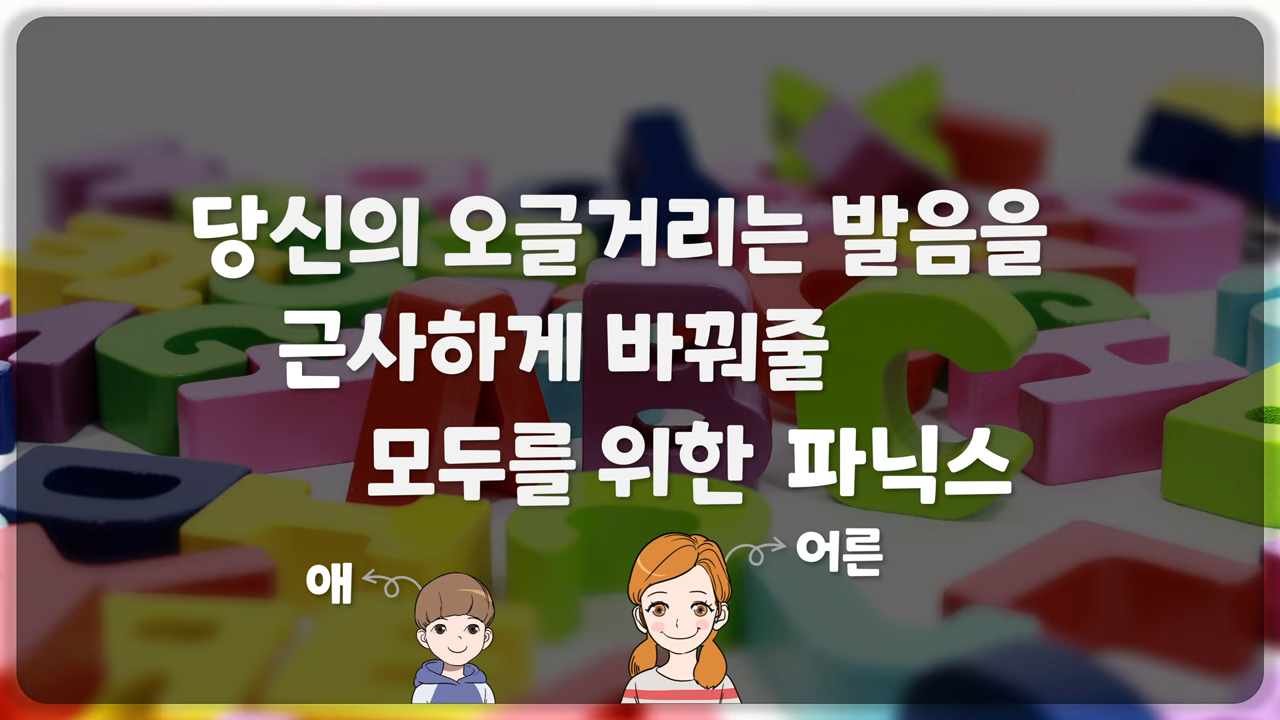 당신의 오글거리는 발음을
근사하게 바꿔줄
모두를 위한 파닉스
애
어른